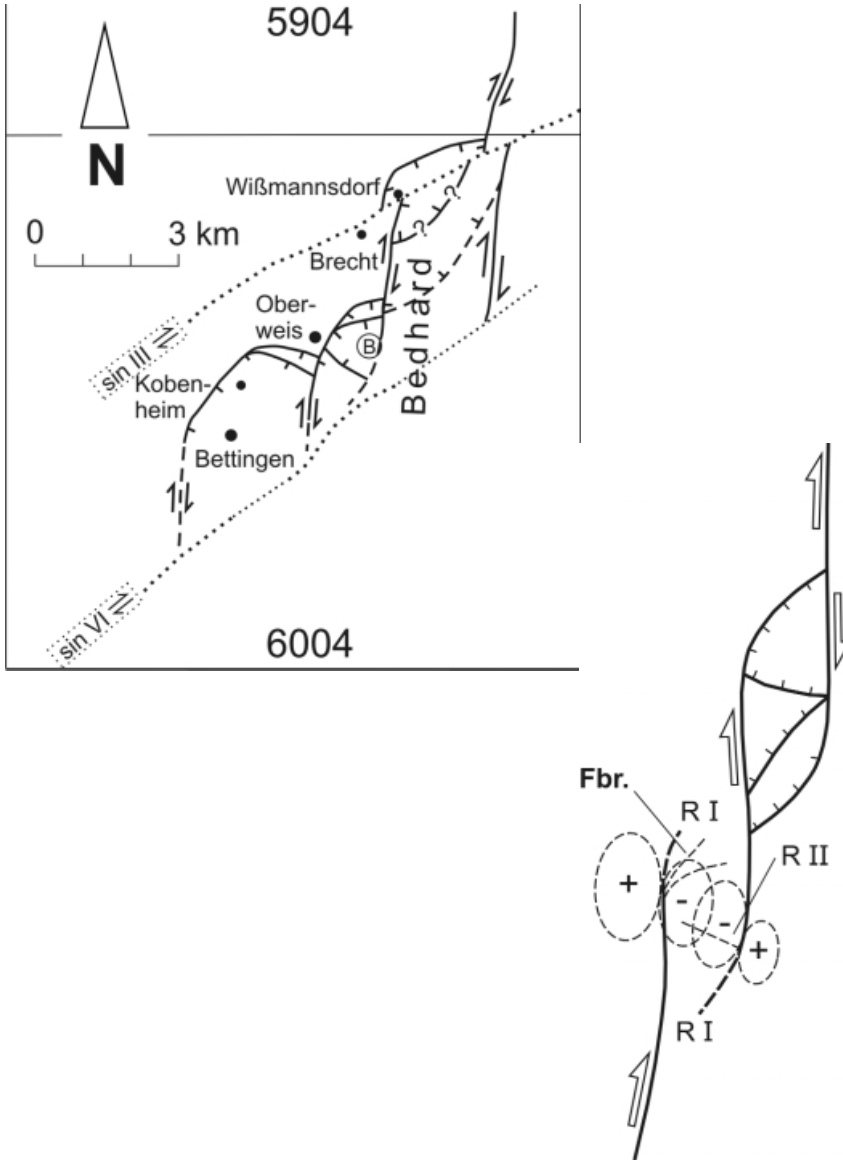 5904
N
0 3 km
Wißmannsdorf
Brecht
Ober-
weis
B
Bedhard
sin III
Koben-
heim
Bettingen
sin VI
6004
Fbr.
R I
R II
+
-
-
+
R I
?
?